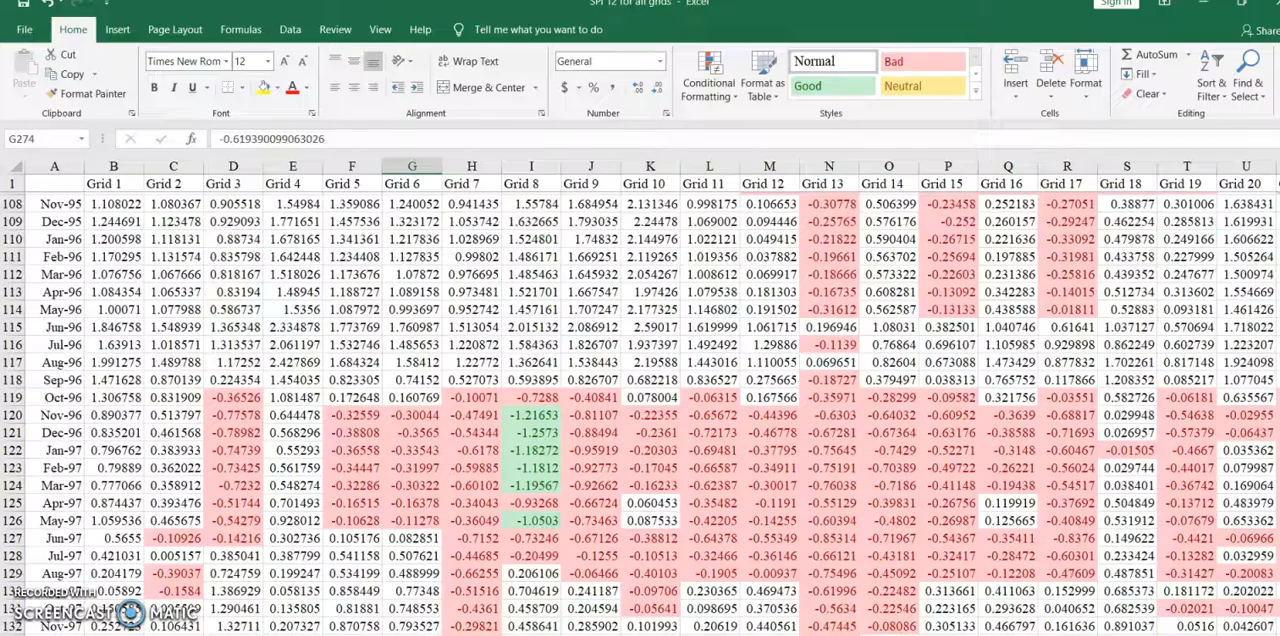 SPI 12 for all grids - Excel
Sign in
File Home Insert Page Layout Formulas Data Review View Help Tell me what you want to do Share
Cut
Copy
Format Painter
Paste
Clipboard
Times New Rom 12
B I U
Font
Wrap Text
Merge & Center
Alignment
General
$ % ,
Number
Conditional Formatting
Format as Table
Normal Bad
Good Neutral
Styles
Insert Delete Format
Cells
AutoSum
Fill
Clear
Sort & Filter
Find & Select
Editing
G274 fx -0.619390099063026
A B C D E F G H I J K L M N O P Q R S T U
1 Grid 1 Grid 2 Grid 3 Grid 4 Grid 5 Grid 6 Grid 7 Grid 8 Grid 9 Grid 10 Grid 11 Grid 12 Grid 13 Grid 14 Grid 15 Grid 16 Grid 17 Grid 18 Grid 19 Grid 20
108 Nov-95 1.108022 1.080367 0.905908 1.54984 1.359086 1.240052 0.941435 1.55784 1.684954 2.131346 0.998175 0.106653 -0.30778 0.506399 -0.23458 0.252183 -0.27051 0.38877 0.301006 1.638431
109 Dec-95 1.244691 1.123478 0.929093 1.771651 1.457536 1.323172 1.053742 1.632665 1.793035 2.24478 1.069002 0.094446 -0.25765 0.576176 -0.252 0.260157 -0.29247 0.462254 0.285813 1.619931
110 Jan-96 1.200598 1.118131 0.88734 1.678165 1.341361 1.217836 1.028969 1.524801 1.74832 2.144976 1.022121 0.049415 -0.21822 0.590404 -0.26715 0.221636 -0.33092 0.479878 0.249166 1.606622
111 Feb-96 1.170295 1.131574 0.835798 1.642448 1.234408 1.127835 0.99802 1.486171 1.669251 2.119265 1.019356 0.037882 -0.19661 0.563702 -0.25694 0.197885 -0.31981 0.433758 0.227999 1.505264
112 Mar-96 1.076756 1.067666 0.818167 1.518026 1.173676 1.07872 0.976695 1.485463 1.645932 2.054267 1.008612 0.069917 -0.18666 0.573322 -0.22603 0.231386 -0.25816 0.439352 0.247677 1.500974
113 Apr-96 1.084354 1.065337 0.83194 1.48945 1.188727 1.089158 0.973481 1.521701 1.667547 1.97426 1.079538 0.181303 -0.16735 0.608281 -0.13092 0.342283 -0.14015 0.512734 0.313602 1.554669
114 May-96 1.00071 1.077988 0.586737 1.5356 1.087972 0.993697 0.952742 1.457161 1.707247 2.177325 1.146802 0.191502 -0.31612 0.562587 -0.13133 0.438588 -0.01811 0.52883 0.093181 1.461426
115 Jun-96 1.846758 1.548939 1.365348 2.334878 1.773769 1.760987 1.513054 2.015132 2.086912 2.59017 1.619999 1.061715 0.196946 1.08031 0.382501 1.040746 0.61641 1.037127 0.570694 1.718022
116 Jul-96 1.63913 1.018571 1.313537 2.061197 1.532746 1.485653 1.220872 1.584363 1.826707 1.937397 1.492492 1.29886 -0.1139 0.76864 0.696107 1.105985 0.929898 0.862249 0.602732 1.223207
117 Aug-96 1.991275 1.489788 1.17252 2.427869 1.684324 1.58412 1.22772 1.362641 1.538443 2.19588 1.443016 1.110055 0.069651 0.82604 0.673088 1.473429 0.877832 1.702261 0.817148 1.924098
118 Sep-96 1.471628 0.870139 0.224354 1.454035 0.823305 0.74152 0.527073 0.593895 0.826707 0.682218 0.836527 0.275665 -0.18727 0.379497 0.038313 0.765752 0.117866 1.208352 0.085217 1.077045
119 Oct-96 1.306758 0.831909 -0.36526 1.081487 0.172648 0.160769 -0.10071 -0.7288 -0.40841 0.078004 -0.06315 0.167566 -0.35971 -0.28299 -0.09582 0.321756 -0.03551 0.582726 -0.06181 0.635567
120 Nov-96 0.890377 0.513797 -0.77578 0.644478 -0.32559 -0.30044 -0.47491 -1.21653 -0.81107 -0.22355 -0.65672 -0.44396 -0.6303 -0.64032 -0.60952 -0.3639 -0.68817 0.029948 -0.54638 -0.02955
121 Dec-96 0.835201 0.461568 -0.78982 0.568296 -0.38808 -0.3565 -0.54344 -1.2573 -0.88494 -0.2361 -0.72173 -0.46778 -0.67281 -0.67364 -0.63176 -0.38588 -0.71693 0.026957 -0.57379 -0.06437
122 Jan-97 0.796762 0.383933 -0.74739 0.55293 -0.36558 -0.33543 -0.6178 -1.18272 -0.95919 -0.20303 -0.69481 -0.37795 -0.75645 -0.7429 -0.52271 -0.3148 -0.60467 -0.01505 -0.4667 0.035362
123 Feb-97 0.79889 0.362022 -0.73425 0.561759 -0.34447 -0.31997 -0.59885 -1.1812 -0.92773 -0.17045 -0.66587 -0.34911 -0.75191 -0.70389 -0.49722 -0.26221 -0.56024 0.029744 -0.44017 0.079987
124 Mar-97 0.777066 0.358912 -0.7232 0.548374 -0.32286 -0.30322 -0.60102 -1.19567 -0.92662 -0.16233 -0.62387 -0.30017 -0.76038 -0.7186 -0.41148 -0.19438 -0.54517 0.038401 -0.36742 0.169064
125 Apr-97 0.874437 0.393476 -0.51744 0.701493 -0.16515 -0.16378 -0.34043 -0.93268 -0.66724 0.060453 -0.35482 -0.1191 -0.55129 -0.39831 -0.26756 0.119919 -0.37692 0.504849 -0.13712 0.483979
126 May-97 1.059536 0.465675 -0.54279 0.928012 -0.10628 -0.11278 -0.36049 -1.0503 -0.73463 0.087533 -0.42205 -0.14255 -0.60394 -0.4802 -0.26987 0.125665 -0.40849 0.531912 -0.07679 0.653362
127 Jun-97 0.5655 -0.10926 -0.14216 0.302736 0.105176 0.082851 -0.7152 -0.73246 -0.67126 -0.38812 -0.64378 -0.55349 -0.85314 -0.71967 -0.54366 -0.35411 -0.8376 0.149622 -0.4421 -0.06966
128 Jul-97 0.421031 0.005157 0.385041 0.387799 0.541158 0.507621 -0.44685 -0.20499 -0.1255 -0.10513 -0.32466 -0.36146 -0.66121 -0.43181 -0.32417 -0.28472 -0.60301 0.233424 -0.13282 0.032959
129 Aug-97 0.204179 -0.39037 0.724759 0.199247 0.534199 0.488999 -0.66255 0.206106 -0.06466 -0.40103 -0.1905 -0.00937 -0.75496 -0.45092 -0.25107 -0.12208 -0.47609 0.487851 -0.31427 -0.20083
-0.1584 1.386929 0.058135 0.858448 0.77348 -0.51516 0.704619 0.241187 -0.09706 0.230365 0.469473 -0.61996 -0.22482 0.313661 0.411063 0.152999 0.685373 0.181172 0.202022
1.290461 0.135805 0.81881 0.748553 -0.4361 0.458709 0.204594 -0.05641 0.098695 0.370536 -0.5634 -0.22546 0.223165 0.293628 0.040652 0.682539 -0.02021 -0.10047
132 Nov-97 0.106431 1.32711 0.207327 0.870757 0.793527 -0.29821 0.458641 0.285902 0.101993 0.20619 0.440561 -0.47445 -0.08086 0.305133 0.466797 0.161564 0.915111 0.0516 0.042607
RECORDED WITH
SCREENCAST MATIC